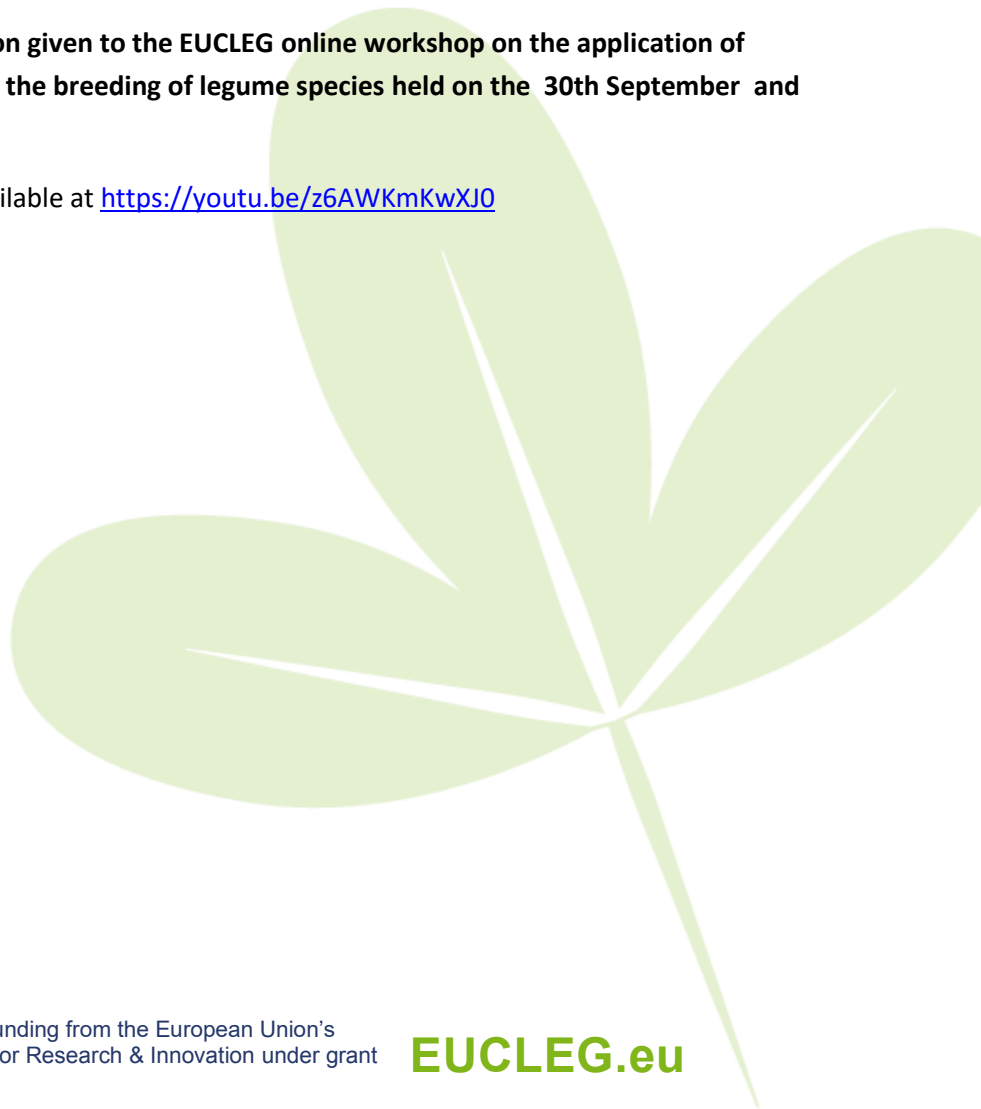 on given to the EUCLEG online workshop on the application of
the breeding of legume species held on the 30th September and
ilable at https://youtu.be/z6AWKmKwXJ0
unding from the European Union's
or Research & Innovation under grant
EUCLEG.eu